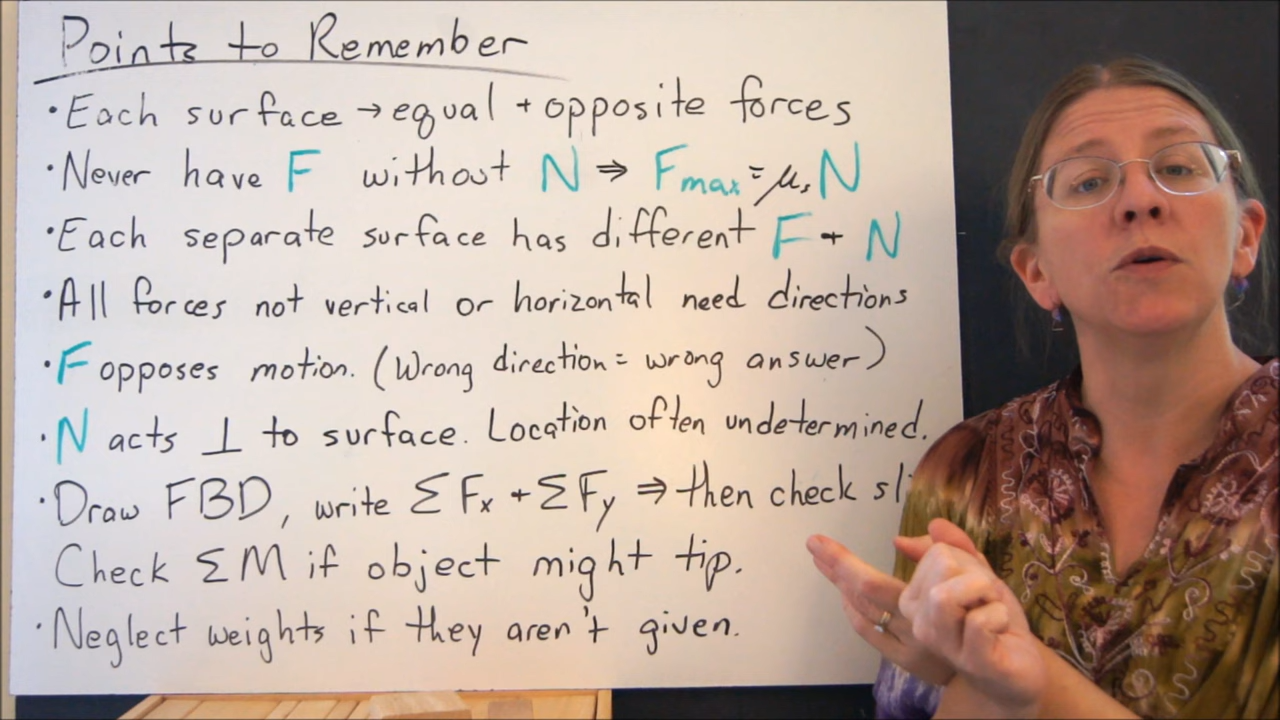 Points to Remember
•Each surface → equal + opposite forces
•Never have F without N ⇒ Fmax = μs N
•Each separate surface has different F + N
•All forces not vertical or horizontal need directions
•F opposes motion. (Wrong direction = wrong answer)
•N acts ⊥ to surface. Location often undetermined.
•Draw FBD, write ΣFx + ΣFy ⇒ then check
Check ΣM if object might tip.
•Neglect weights if they aren't given.